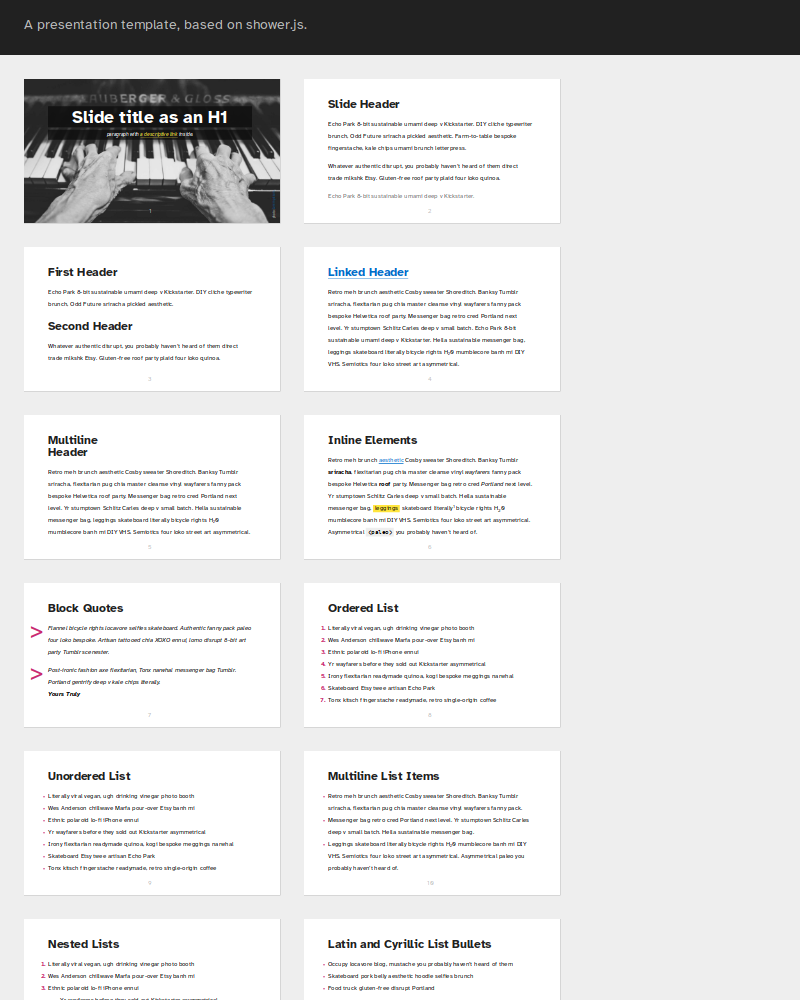 A presentation template, based on shower.js.
AUBERGER & GLOSS
Slide title as an H1
paragraph with a descriptive link inside
1
Slide Header
Echo Park 8-bit sustainable umami deep v Kickstarter. DIY cliche typewriter
brunch. Odd Future sriracha pickled aesthetic. Farm-to-table bespoke
fingerstache, kale chips umami brunch letterpress.
Whatever authentic disrupt, you probably haven't heard of them direct
trade mlkshk Etsy. Gluten-free roof party plaid four loko quinoa.
Echo Park 8-bit sustainable umami deep v Kickstarter.
2
First Header
Echo Park 8-bit sustainable umami deep v Kickstarter. DIY cliche typewriter
brunch. Odd Future sriracha pickled aesthetic.
Second Header
Whatever authentic disrupt, you probably haven't heard of them direct
trade mlkshk Etsy. Gluten-free roof party plaid four loko quinoa.
3
Linked Header
Retro meh brunch aesthetic Cosby sweater Shoreditch. Banksy Tumblr
sriracha, flexitarian pug chia master cleanse vinyl wayfarers fanny pack
bespoke Helvetica roof party. Messenger bag retro cred Portland next
level. Yr stumptown Schlitz Carles deep v small batch. Echo Park 8-bit
sustainable umami deep v Kickstarter. Hella sustainable messenger bag,
leggings skateboard literally bicycle rights H₂O mumblecore banh mi DIY
VHS. Semiotics four loko street art asymmetrical.
4
Multiline
Header
Retro meh brunch aesthetic Cosby sweater Shoreditch. Banksy Tumblr
sriracha, flexitarian pug chia master cleanse vinyl wayfarers fanny pack
bespoke Helvetica roof party. Messenger bag retro cred Portland next
level. Yr stumptown Schlitz Carles deep v small batch. Hella sustainable
messenger bag, leggings skateboard literally bicycle rights H₂O
mumblecore banh mi DIY VHS. Semiotics four loko street art asymmetrical.
5
Inline Elements
Retro meh brunch aesthetic Cosby sweater Shoreditch. Banksy Tumblr
sriracha, flexitarian pug chia master cleanse vinyl wayfarers fanny pack
bespoke Helvetica roof party. Messenger bag retro cred Portland next level.
Yr stumptown Schlitz Carles deep v small batch. Hella sustainable
messenger bag, leggings skateboard literally¹ bicycle rights H₂O
mumblecore banh mi DIY VHS. Semiotics four loko street art asymmetrical.
Asymmetrical <paleo> you probably haven't heard of.
6
Block Quotes
> Flannel bicycle rights locavore selfies skateboard. Authentic fanny pack paleo
four loko bespoke. Artisan tattooed chia XOXO ennui, lomo disrupt 8-bit art
party Tumblr scenester.
> Post-ironic fashion axe flexitarian, Tonx narwhal messenger bag Tumblr.
Portland gentrify deep v kale chips literally.
Yours Truly
7
Ordered List
1. Literally viral vegan, ugh drinking vinegar photo booth
2. Wes Anderson chillwave Marfa pour-over Etsy banh mi
3. Ethnic polaroid lo-fi iPhone ennui
4. Yr wayfarers before they sold out Kickstarter asymmetrical
5. Irony flexitarian readymade quinoa, kogi bespoke meggings narwhal
6. Skateboard Etsy twee artisan Echo Park
7. Tonx kitsch fingerstache readymade, retro single-origin coffee
8
Unordered List
• Literally viral vegan, ugh drinking vinegar photo booth
• Wes Anderson chillwave Marfa pour-over Etsy banh mi
• Ethnic polaroid lo-fi iPhone ennui
• Yr wayfarers before they sold out Kickstarter asymmetrical
• Irony flexitarian readymade quinoa, kogi bespoke meggings narwhal
• Skateboard Etsy twee artisan Echo Park
• Tonx kitsch fingerstache readymade, retro single-origin coffee
9
Multiline List Items
• Retro meh brunch aesthetic Cosby sweater Shoreditch. Banksy Tumblr
sriracha, flexitarian pug chia master cleanse vinyl wayfarers fanny pack.
• Messenger bag retro cred Portland next level. Yr stumptown Schlitz Carles
deep v small batch. Hella sustainable messenger bag.
• Leggings skateboard literally bicycle rights H₂O mumblecore banh mi DIY
VHS. Semiotics four loko street art asymmetrical. Asymmetrical paleo you
probably haven't heard of.
10
Nested Lists
1. Literally viral vegan, ugh drinking vinegar photo booth
2. Wes Anderson chillwave Marfa pour-over Etsy banh mi
3. Ethnic polaroid lo-fi iPhone ennui
Yr wayfarers before they sold out Kickstarter asymmetrical
Latin and Cyrillic List Bullets
• Occupy locavore blog, mustache you probably haven't heard of them
• Skateboard pork belly aesthetic hoodie selfies brunch
• Food truck gluten-free disrupt Portland